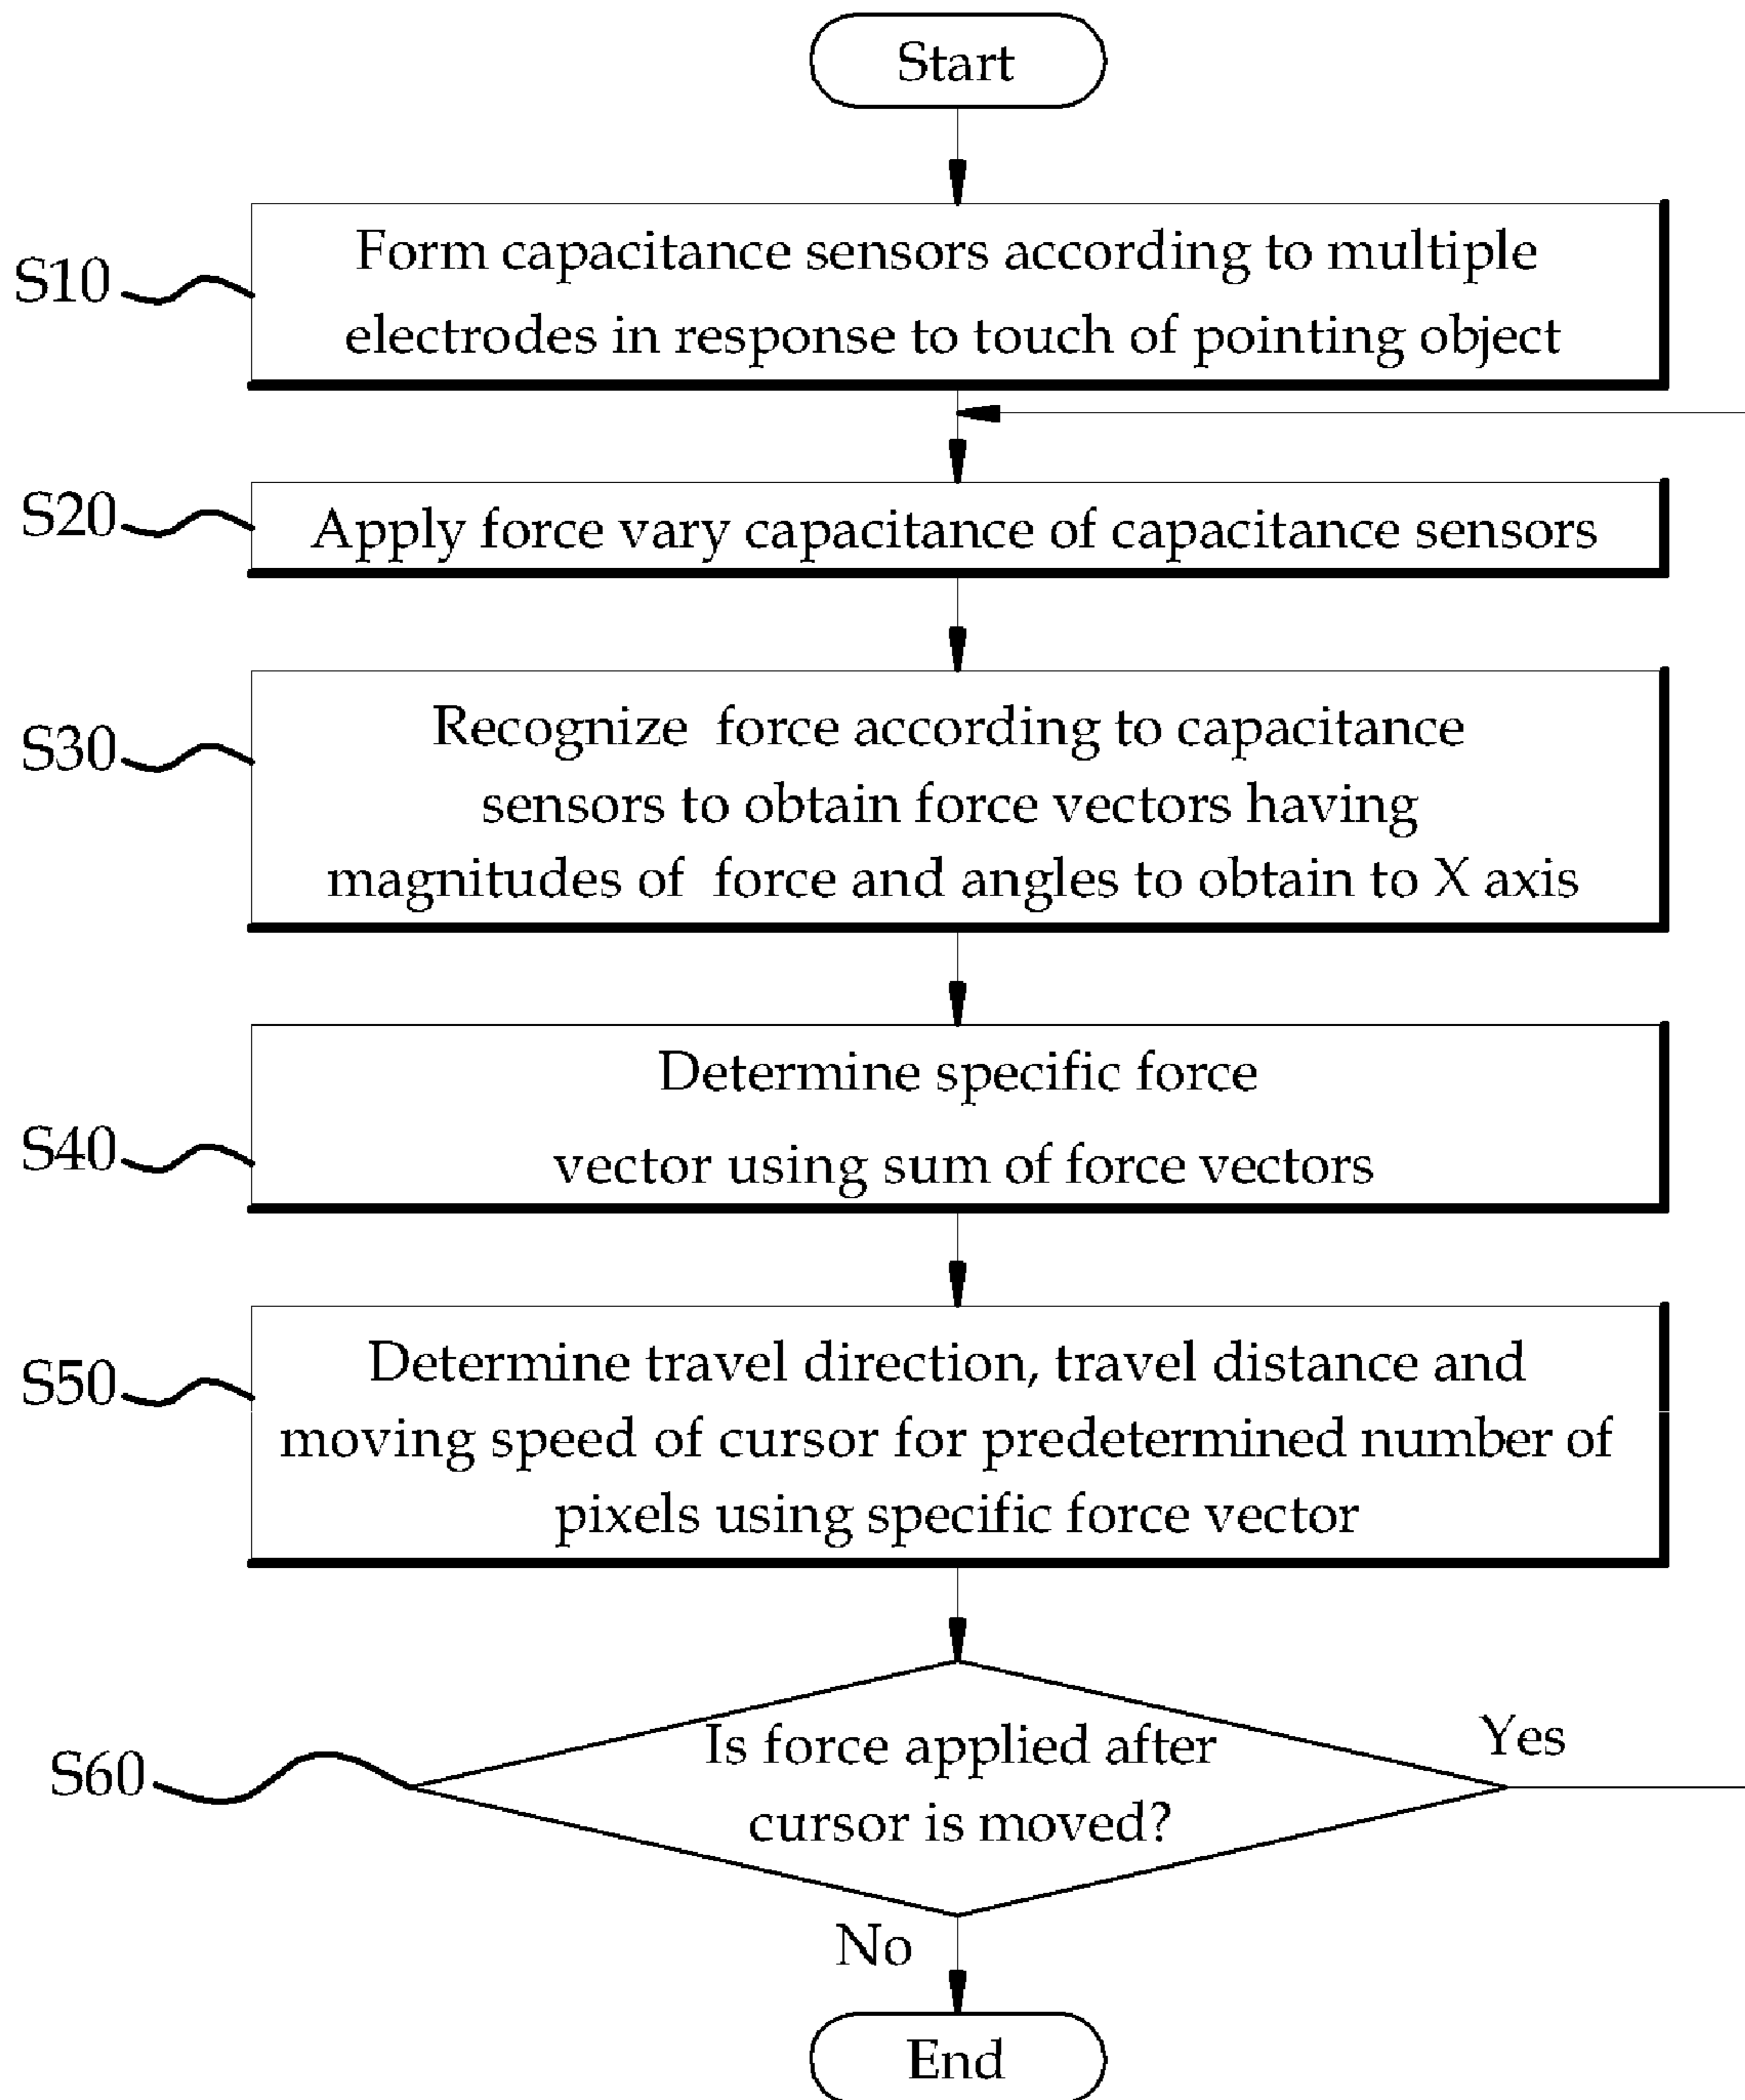 Start
S10
Form capacitance sensors according to multiple
electrodes in response to touch of pointing object
S20
Apply force vary capacitance of capacitance sensors
S30
Recognize force according to capacitance
sensors to obtain force vectors having
magnitudes of force and angles to obtain to X axis
S40
Determine specific force
vector using sum of force vectors
S50
Determine travel direction, travel distance and
moving speed of cursor for predetermined number of
pixels using specific force vector
S60
Is force applied after
cursor is moved?
Yes
No
End